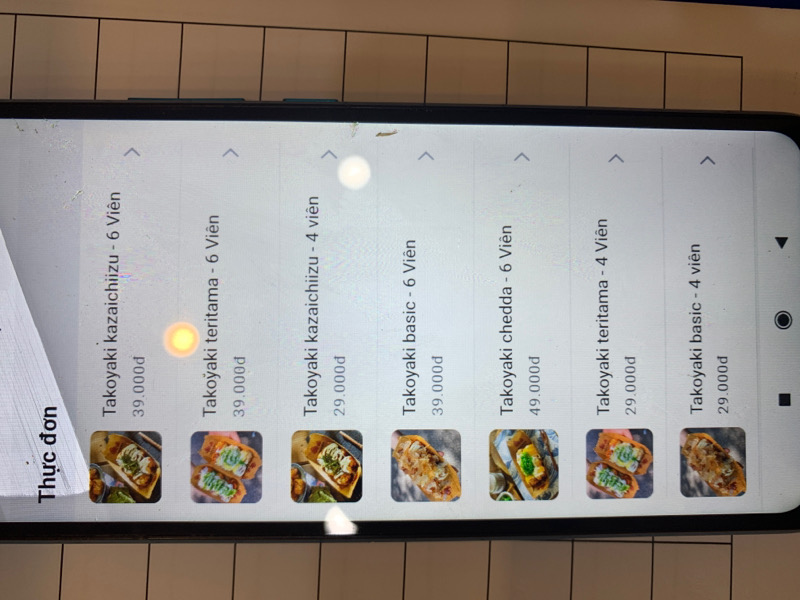 Thực đơn
Takoyaki kazaichiizu - 6 Viên
39.000đ
Takoyaki teritama - 6 Viên
39.000đ
Takoyaki kazaichiizu - 4 viên
29.000đ
Takoyaki basic - 6 Viên
39.000đ
Takoyaki chedda - 6 Viên
49.000đ
Takoyaki teritama - 4 Viên
29.000đ
Takoyaki basic - 4 viên
29.000đ